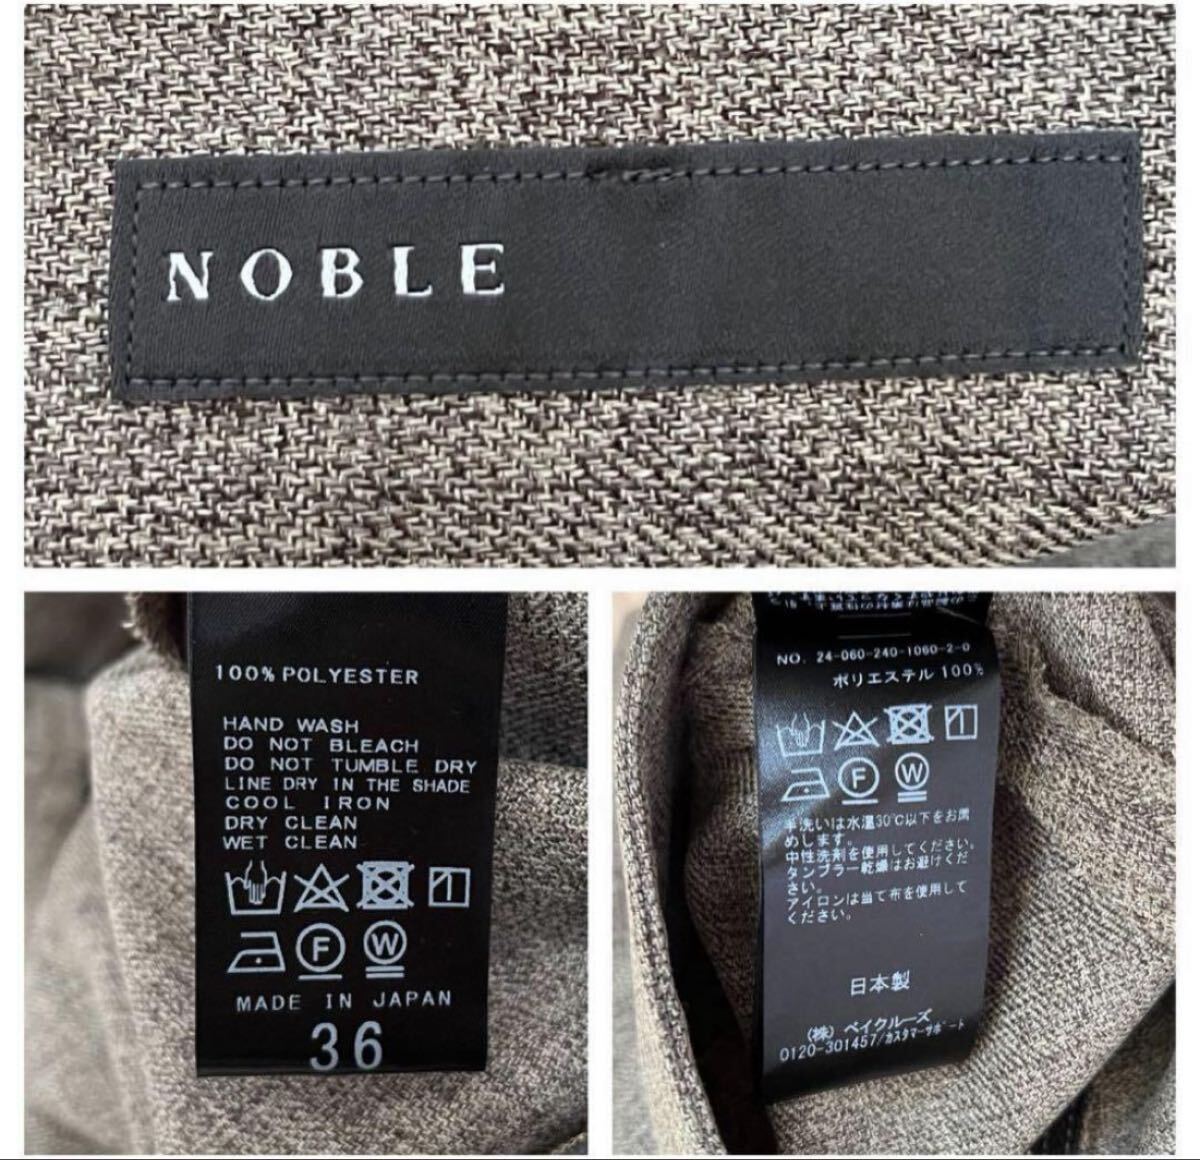 NOBLE
100% POLYESTER
HAND WASH
DO NOT BLEACH
DO NOT TUMBLE DRY
LINE DRY IN THE SHADE
COOL IRON
DRY CLEAN
WET CLEAN
F W
MADE IN JAPAN
36
NO. 24-060-240-1060-2-0
ポリエステル 100%
F W
手洗いは水温30℃以下をお薦
めします。
中性洗剤を使用してください。
タンブラー乾燥はお避けくだ
さい。
アイロンは当て布を使用して
ください。
日本製
(株) ベイクルーズ
0120-301457/カスタマーサポート